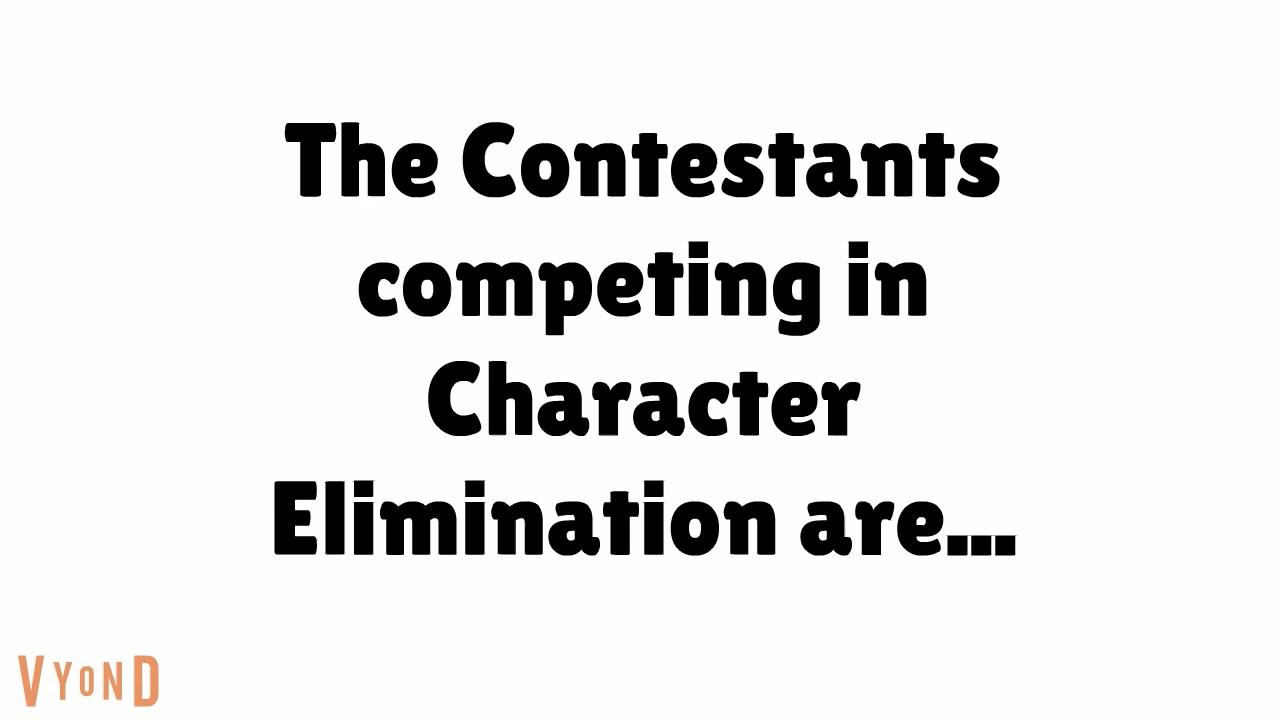 The Contestants
competing in
Character
Elimination are...
VYOND